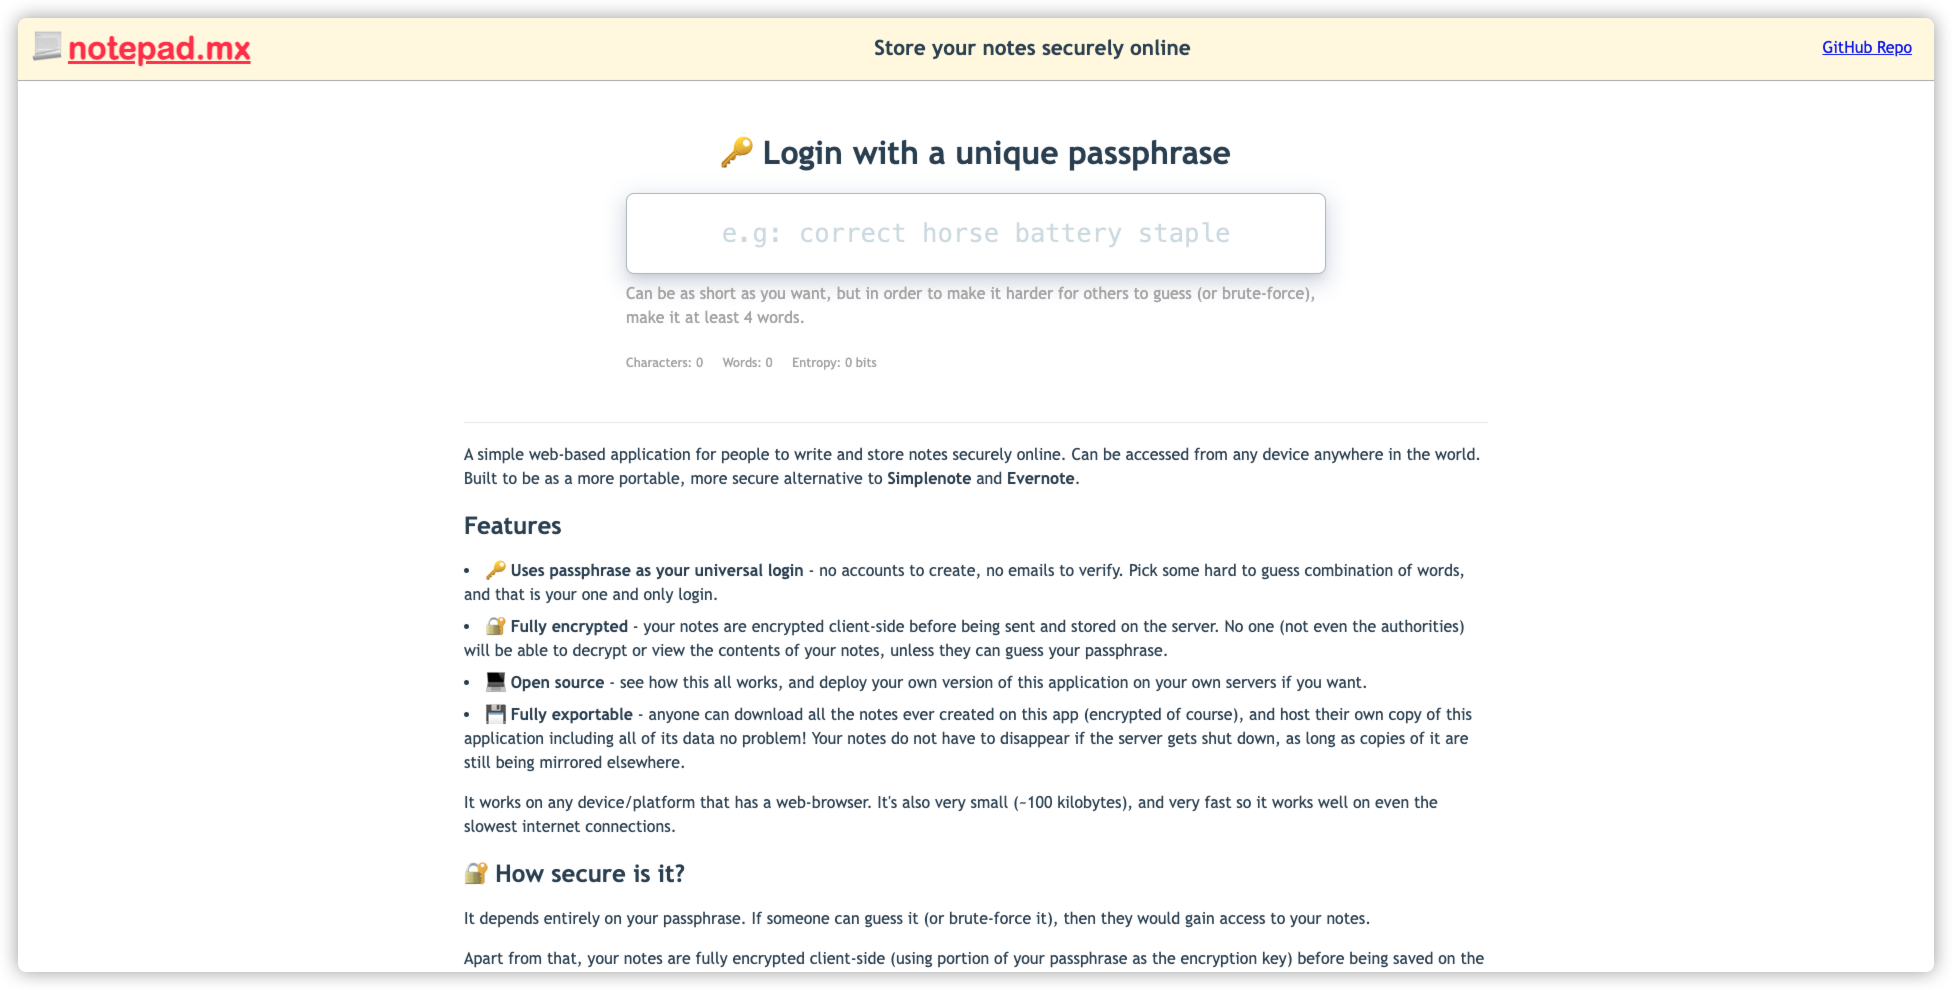 notepad.mx
Store your notes securely online
GitHub Repo
🔑 Login with a unique passphrase
e.g: correct horse battery staple
Can be as short as you want, but in order to make it harder for others to guess (or brute-force),
make it at least 4 words.
Characters: 0 Words: 0 Entropy: 0 bits
A simple web-based application for people to write and store notes securely online. Can be accessed from any device anywhere in the world.
Built to be as a more portable, more secure alternative to Simplenote and Evernote.
Features
• 🔑 Uses passphrase as your universal login - no accounts to create, no emails to verify. Pick some hard to guess combination of words,
and that is your one and only login.
• 🔐 Fully encrypted - your notes are encrypted client-side before being sent and stored on the server. No one (not even the authorities)
will be able to decrypt or view the contents of your notes, unless they can guess your passphrase.
• 💻 Open source - see how this all works, and deploy your own version of this application on your own servers if you want.
• 💾 Fully exportable - anyone can download all the notes ever created on this app (encrypted of course), and host their own copy of this
application including all of its data no problem! Your notes do not have to disappear if the server gets shut down, as long as copies of it are
still being mirrored elsewhere.
It works on any device/platform that has a web-browser. It's also very small (~100 kilobytes), and very fast so it works well on even the
slowest internet connections.
🔐 How secure is it?
It depends entirely on your passphrase. If someone can guess it (or brute-force it), then they would gain access to your notes.
Apart from that, your notes are fully encrypted client-side (using portion of your passphrase as the encryption key) before being saved on the